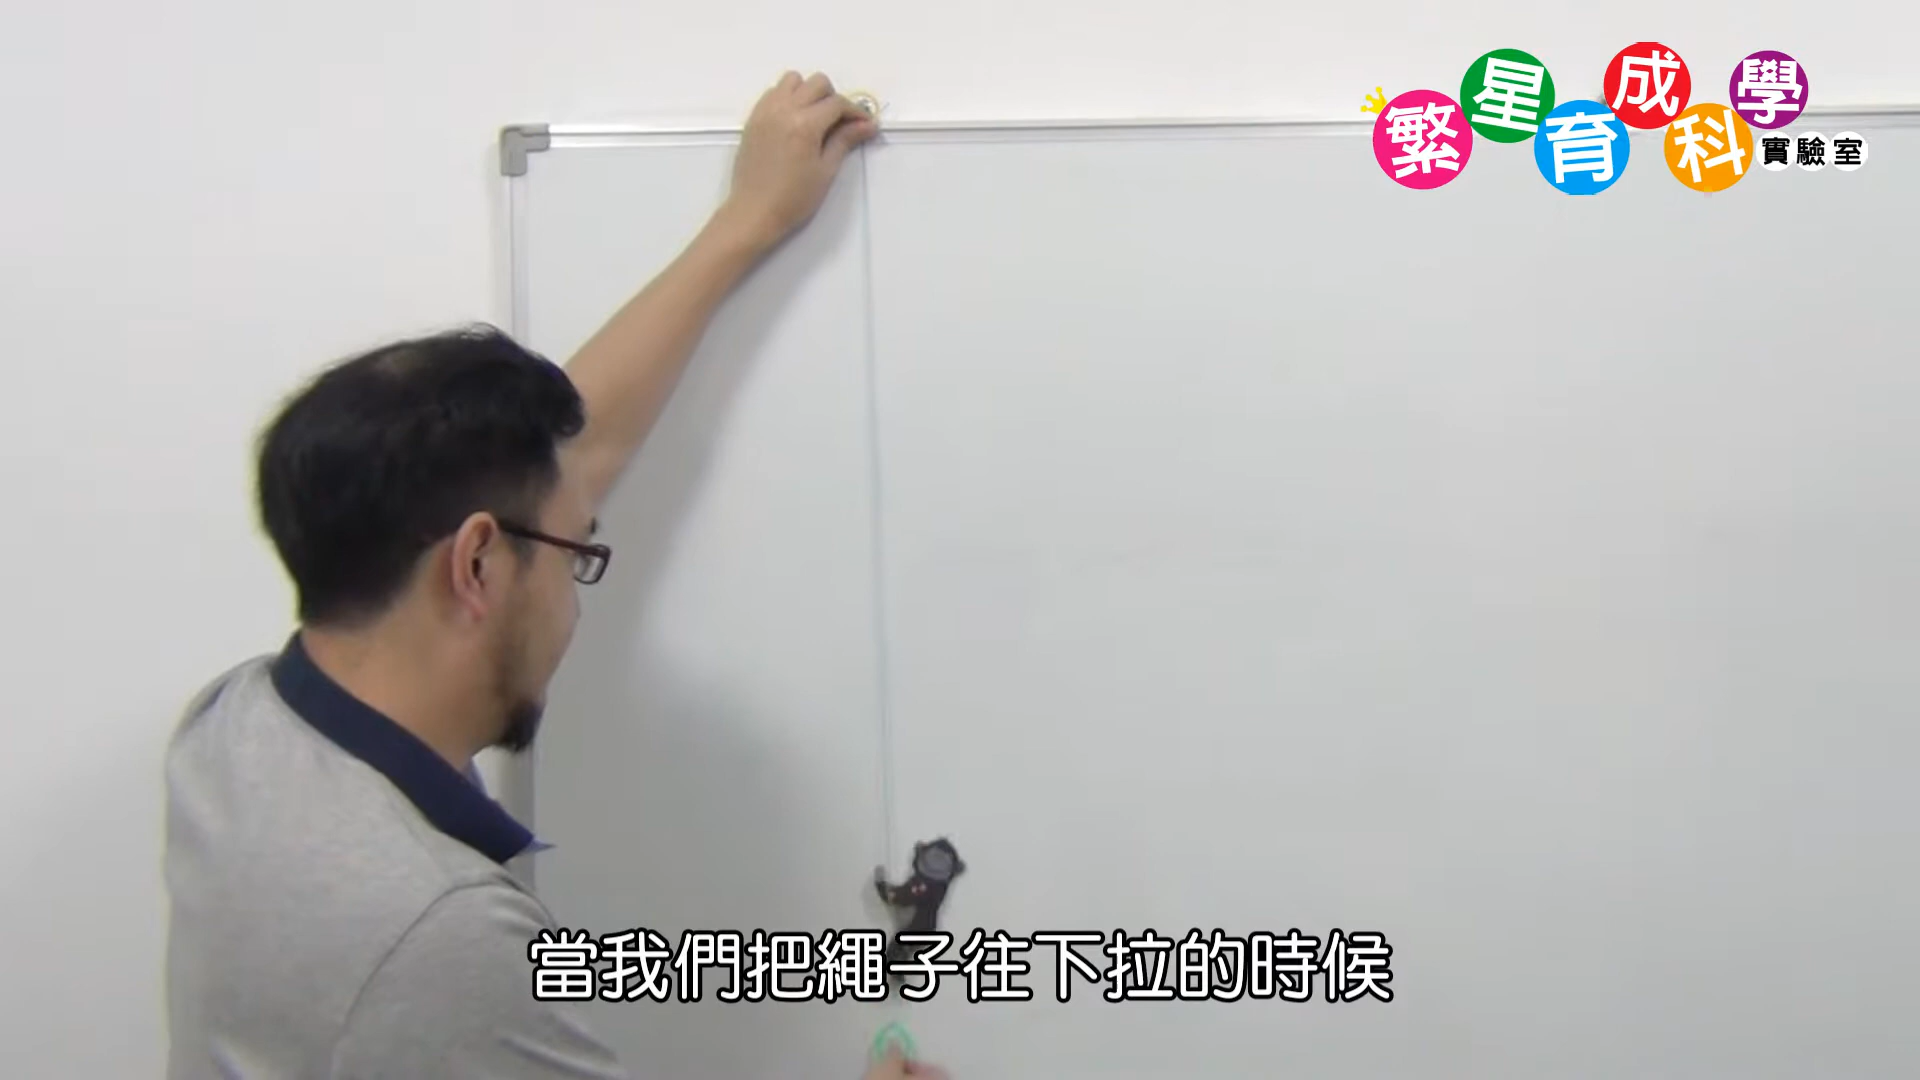 繁星育成科學
實驗室
當我們把繩子往下拉的時候